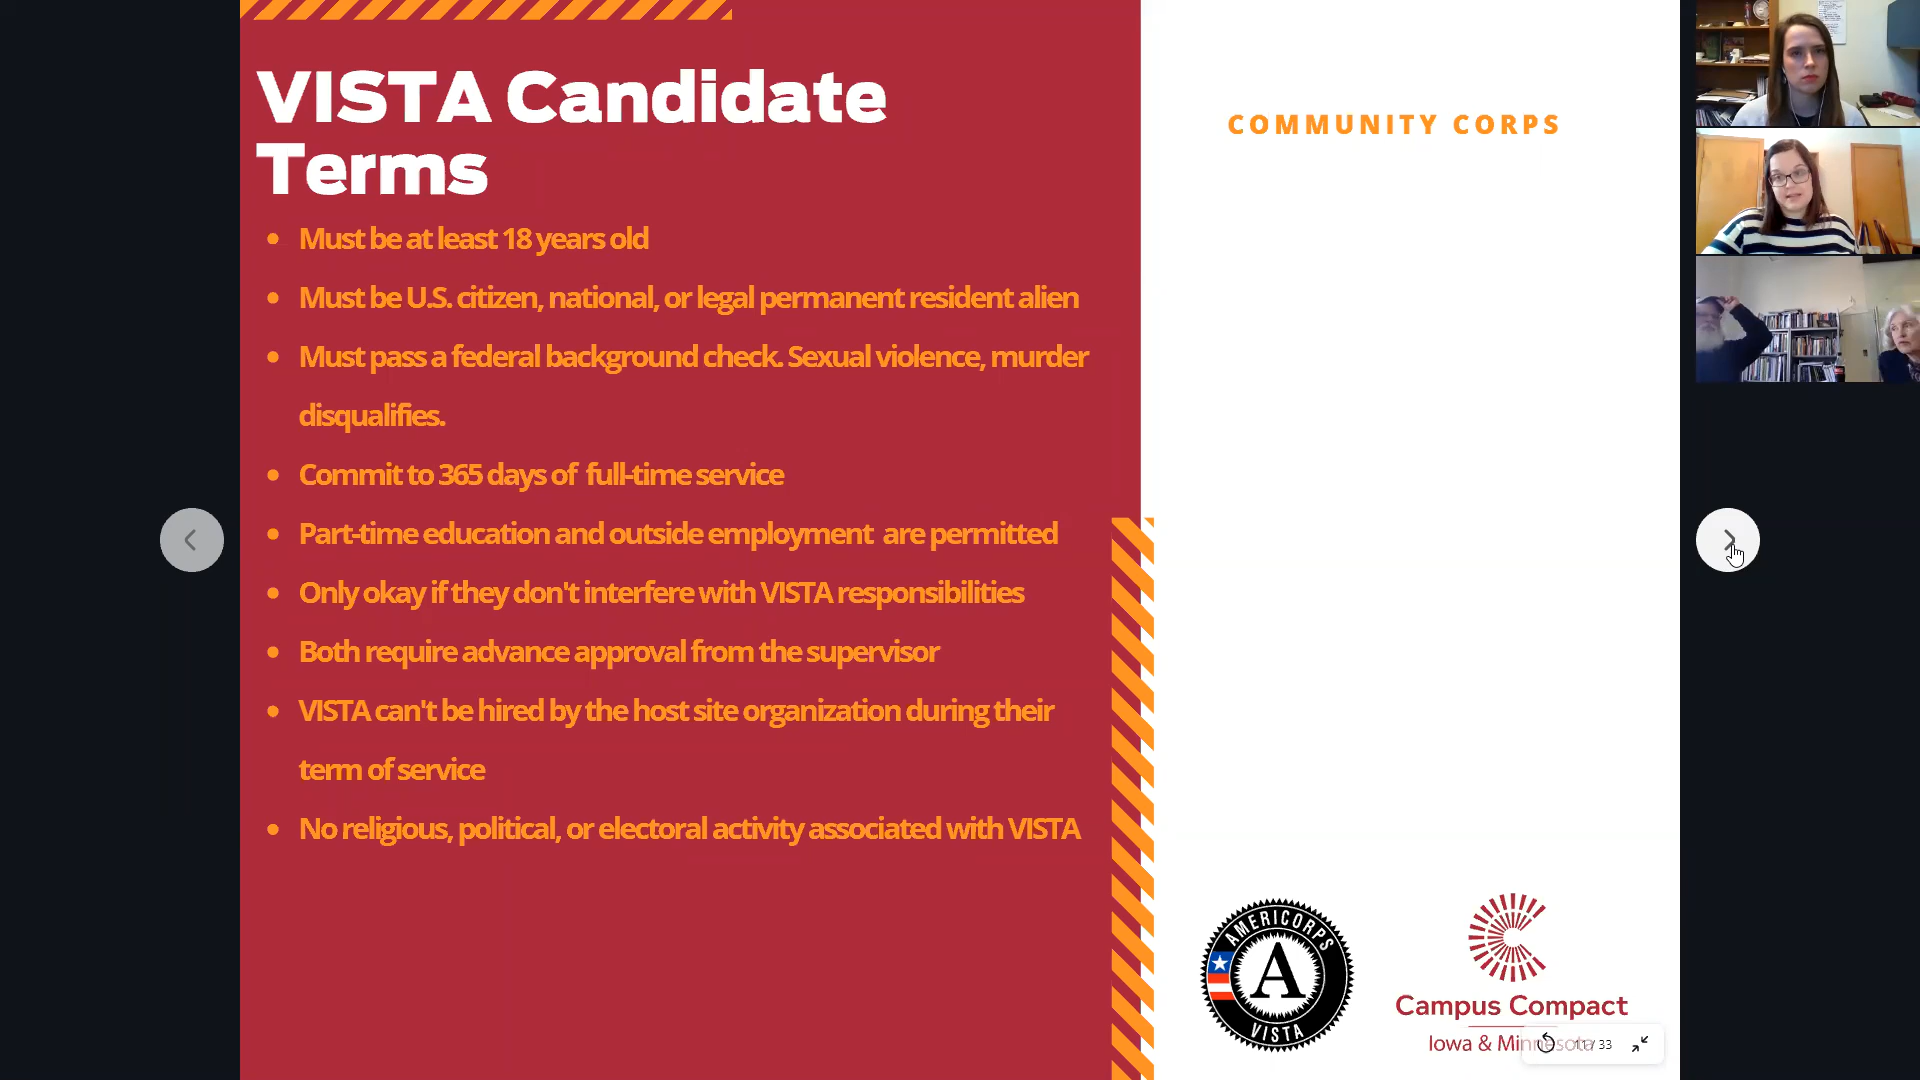 VISTA Candidate
Terms
• Must be at least 18 years old
• Must be U.S. citizen, national, or legal permanent resident alien
• Must pass a federal background check. Sexual violence, murder
disqualifies.
• Commit to 365 days of full-time service
• Part-time education and outside employment are permitted
• Only okay if they don't interfere with VISTA responsibilities
• Both require advance approval from the supervisor
• VISTA can't be hired by the host site organization during their
term of service
• No religious, political, or electoral activity associated with VISTA
COMMUNITY CORPS
AMERICORPS
A
VISTA
Campus Compact
Iowa & Minnesota
11 / 33